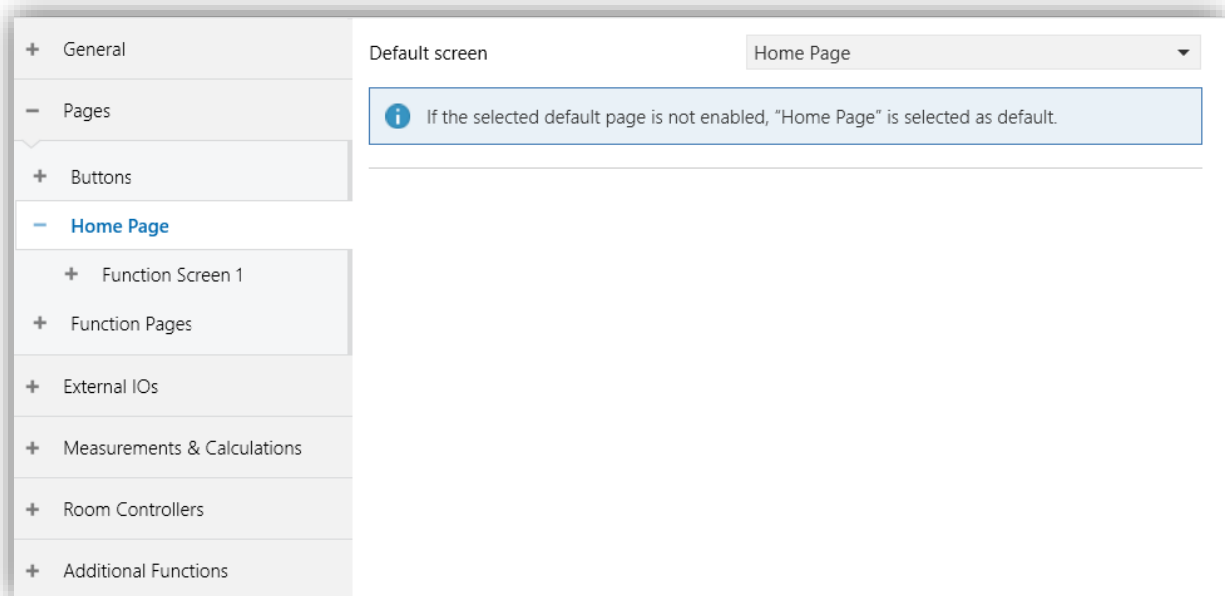 General
Pages
Buttons
Home Page
Function Screen 1
Function Pages
External IOs
Measurements & Calculations
Room Controllers
Additional Functions
Default screen
Home Page
If the selected default page is not enabled, “Home Page” is selected as default.